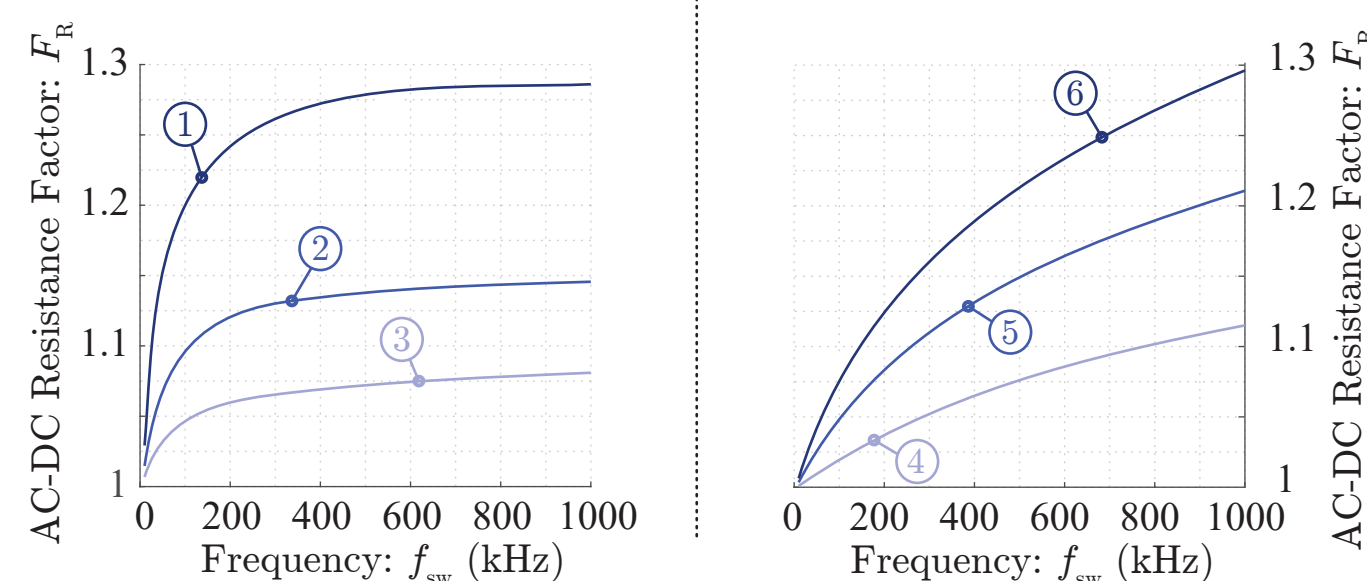 AC-DC Resistance Factor: F_R
1.3
1.2
1.1
1
1
2
3
0 200 400 600 800 1000
Frequency: f_sw (kHz)
6
5
4
1.3
1.2
1.1
1
0 200 400 600 800 1000
Frequency: f_sw (kHz)
AC-DC Resistance Factor: F_R